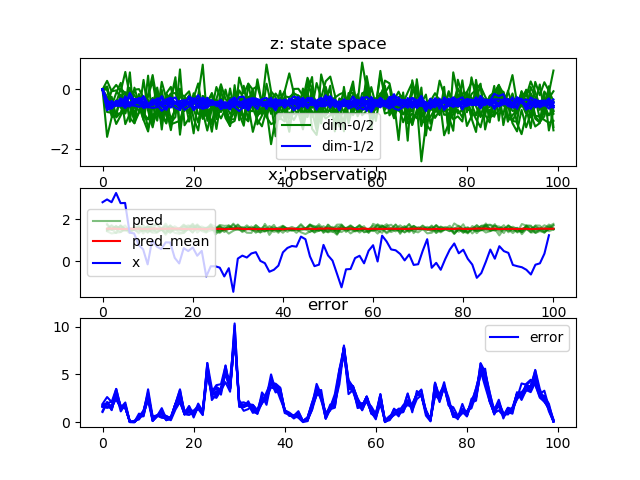 z: state space
0
−2
dim-0/2
dim-1/2
0 20 40 60 80 100
x: observation
2
0
pred
pred_mean
x
0 20 40 60 80 100
error
10
5
0
error
0 20 40 60 80 100